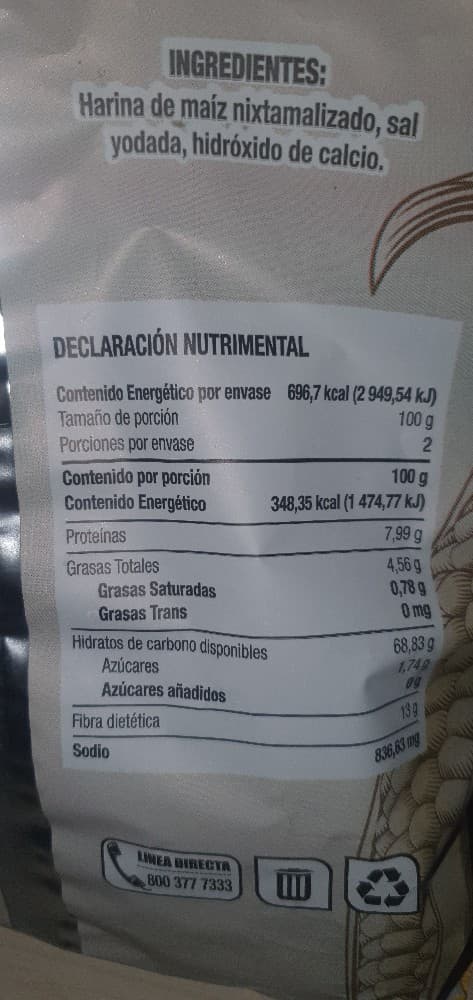 INGREDIENTES:
Harina de maíz nixtamalizado, sal
yodada, hidróxido de calcio.
DECLARACIÓN NUTRIMENTAL
Contenido Energético por envase 696,7 kcal (2 949,54 kJ)
Tamaño de porción 100 g
Porciones por envase 2
Contenido por porción 100 g
Contenido Energético 348,35 kcal (1 474,77 kJ)
Proteínas 7,99 g
Grasas Totales 4,56 g
Grasas Saturadas 0,78 g
Grasas Trans 0 mg
Hidratos de carbono disponibles 68,83 g
Azúcares 1,74 g
Azúcares añadidos 0 g
Fibra dietética 13 g
Sodio 836,63 mg
LINEA DIRECTA
800 377 7333